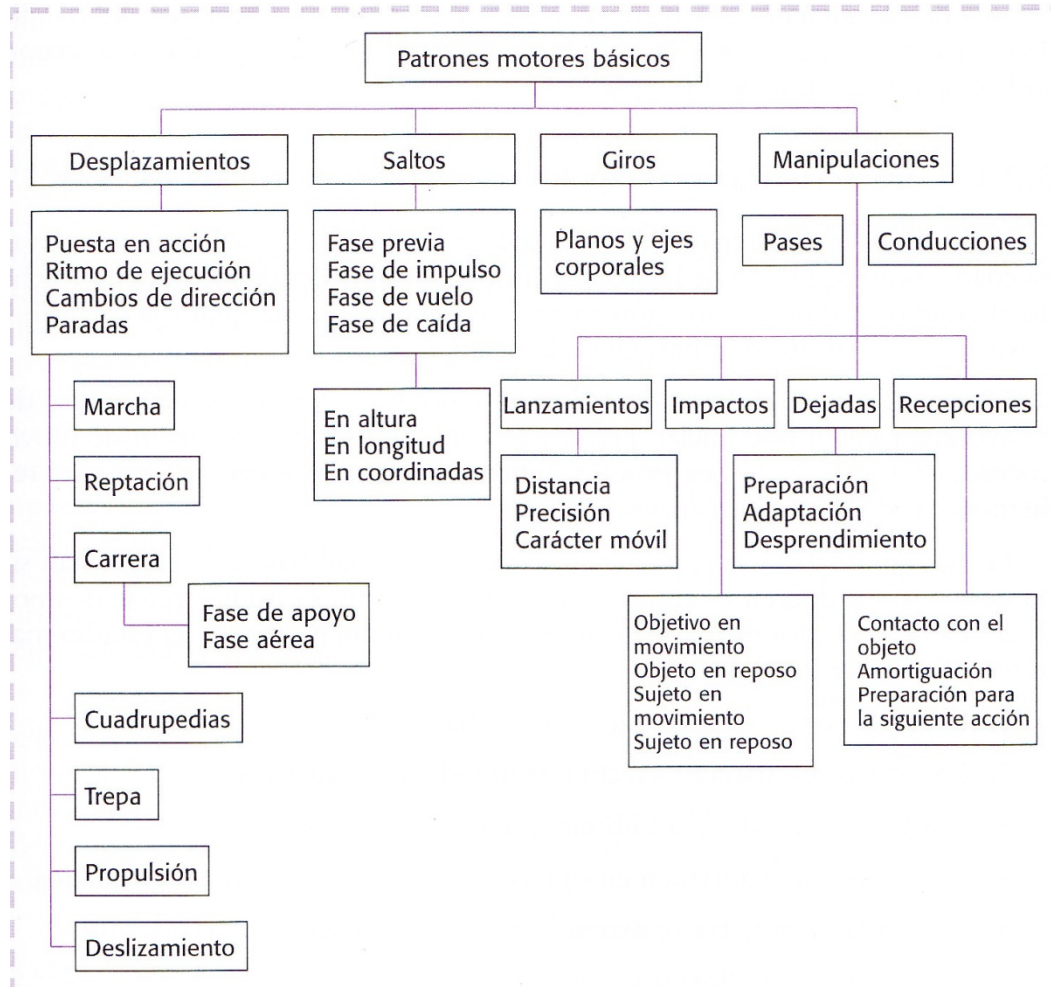 Patrones motores básicos
Desplazamientos
Saltos
Giros
Manipulaciones
Puesta en acción
Ritmo de ejecución
Cambios de dirección
Paradas
Fase previa
Fase de impulso
Fase de vuelo
Fase de caída
Planos y ejes
corporales
Pases
Conducciones
Marcha
Reptación
Carrera
Fase de apoyo
Fase aérea
Cuadrupedias
Trepa
Propulsión
Deslizamiento
En altura
En longitud
En coordinadas
Lanzamientos
Impactos
Dejadas
Recepciones
Distancia
Precisión
Carácter móvil
Preparación
Adaptación
Desprendimiento
Objetivo en
movimiento
Objeto en reposo
Sujeto en
movimiento
Sujeto en reposo
Contacto con el
objeto
Amortiguación
Preparación para
la siguiente acción